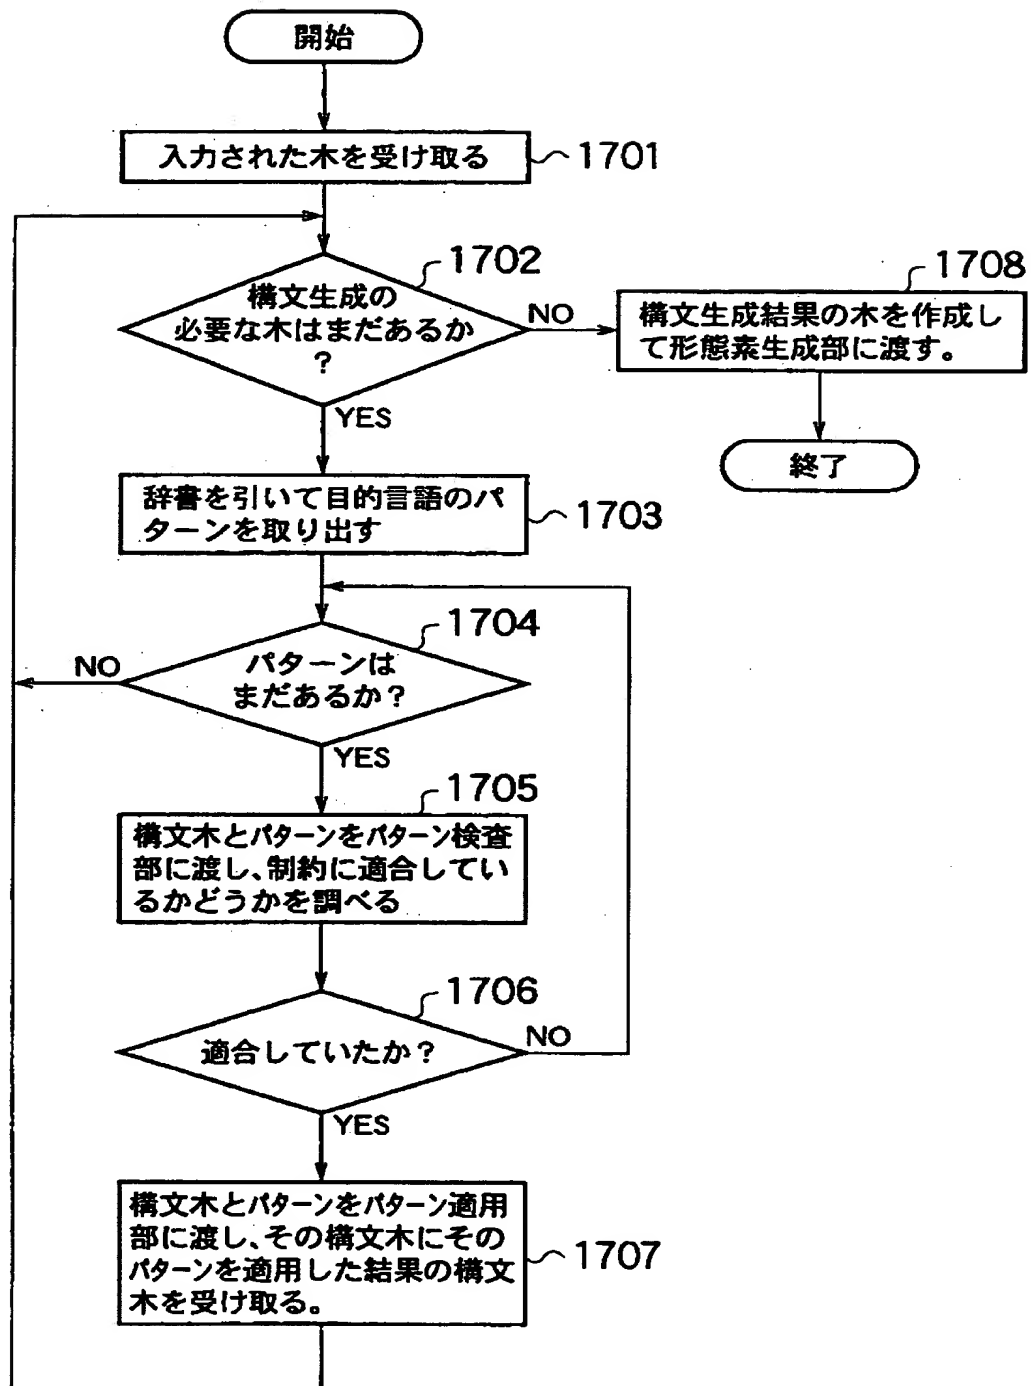 開始
入力された木を受け取る
1701
1702
構文生成の
必要な木はまだあるか
?
NO
YES
1708
構文生成結果の木を作成し
て形態素生成部に渡す。
終了
辞書を引いて目的言語のパ
ターンを取り出す
1703
1704
パターンは
まだあるか?
NO
YES
1705
構文木とパターンをパターン検査
部に渡し、制約に適合してい
るかどうかを調べる
1706
適合していたか?
NO
YES
構文木とパターンをパターン適用
部に渡し、その構文木にその
パターンを適用した結果の構文
木を受け取る。
1707